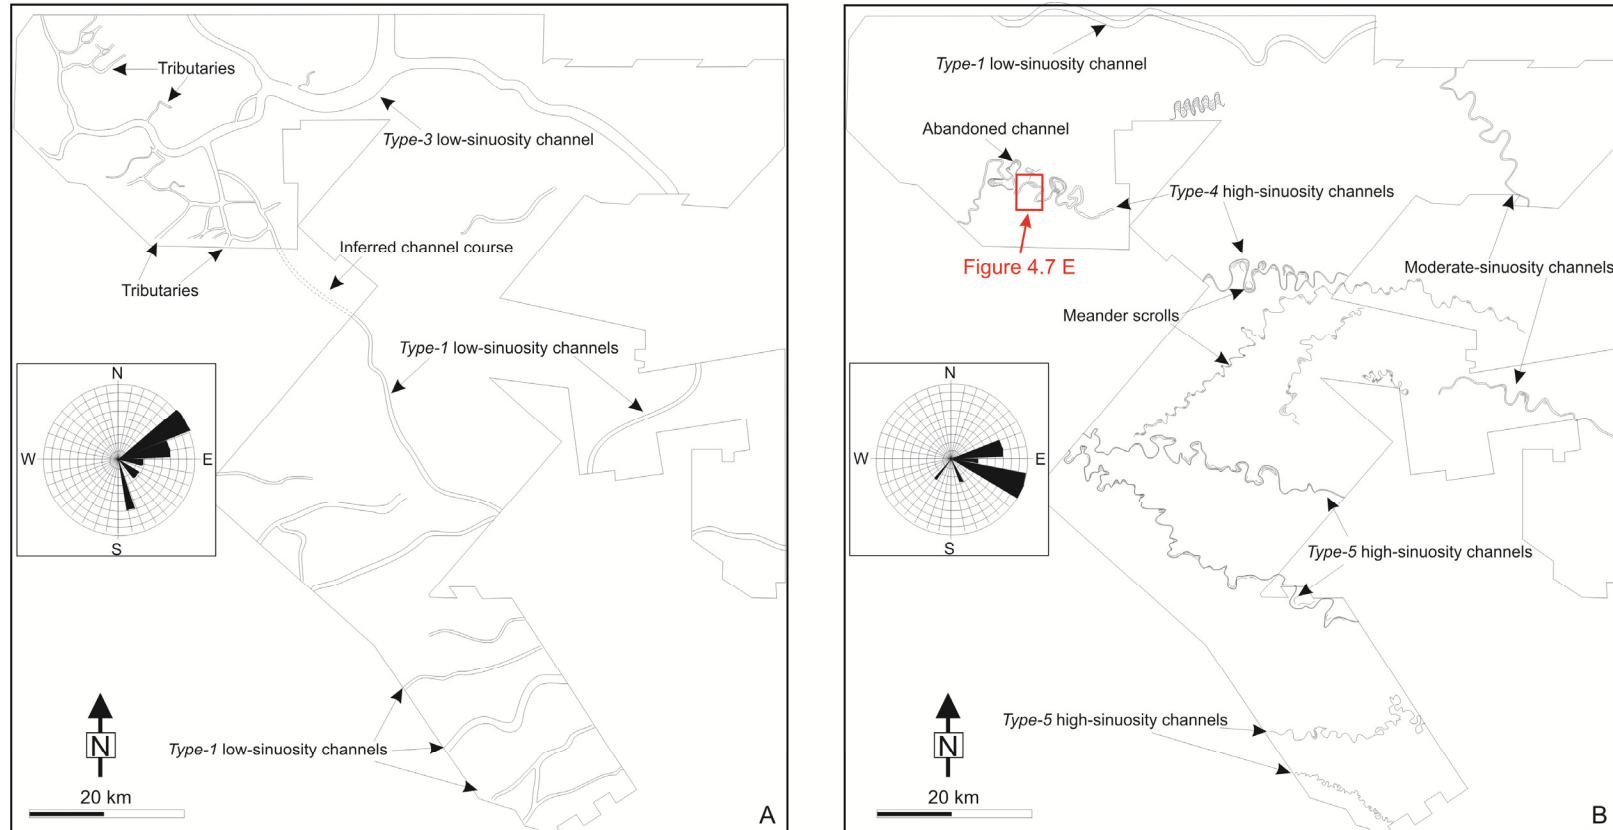 Tributaries
Type-3 low-sinuosity channel
Inferred channel course
Tributaries
Type-1 low-sinuosity channels
N
W
E
S
Type-1 low-sinuosity channels
N
20 km
A
Type-1 low-sinuosity channel
Abandoned channel
Type-4 high-sinuosity channels
Figure 4.7 E
Moderate-sinuosity channels
Meander scrolls
N
W
E
S
Type-5 high-sinuosity channels
Type-5 high-sinuosity channels
N
20 km
B